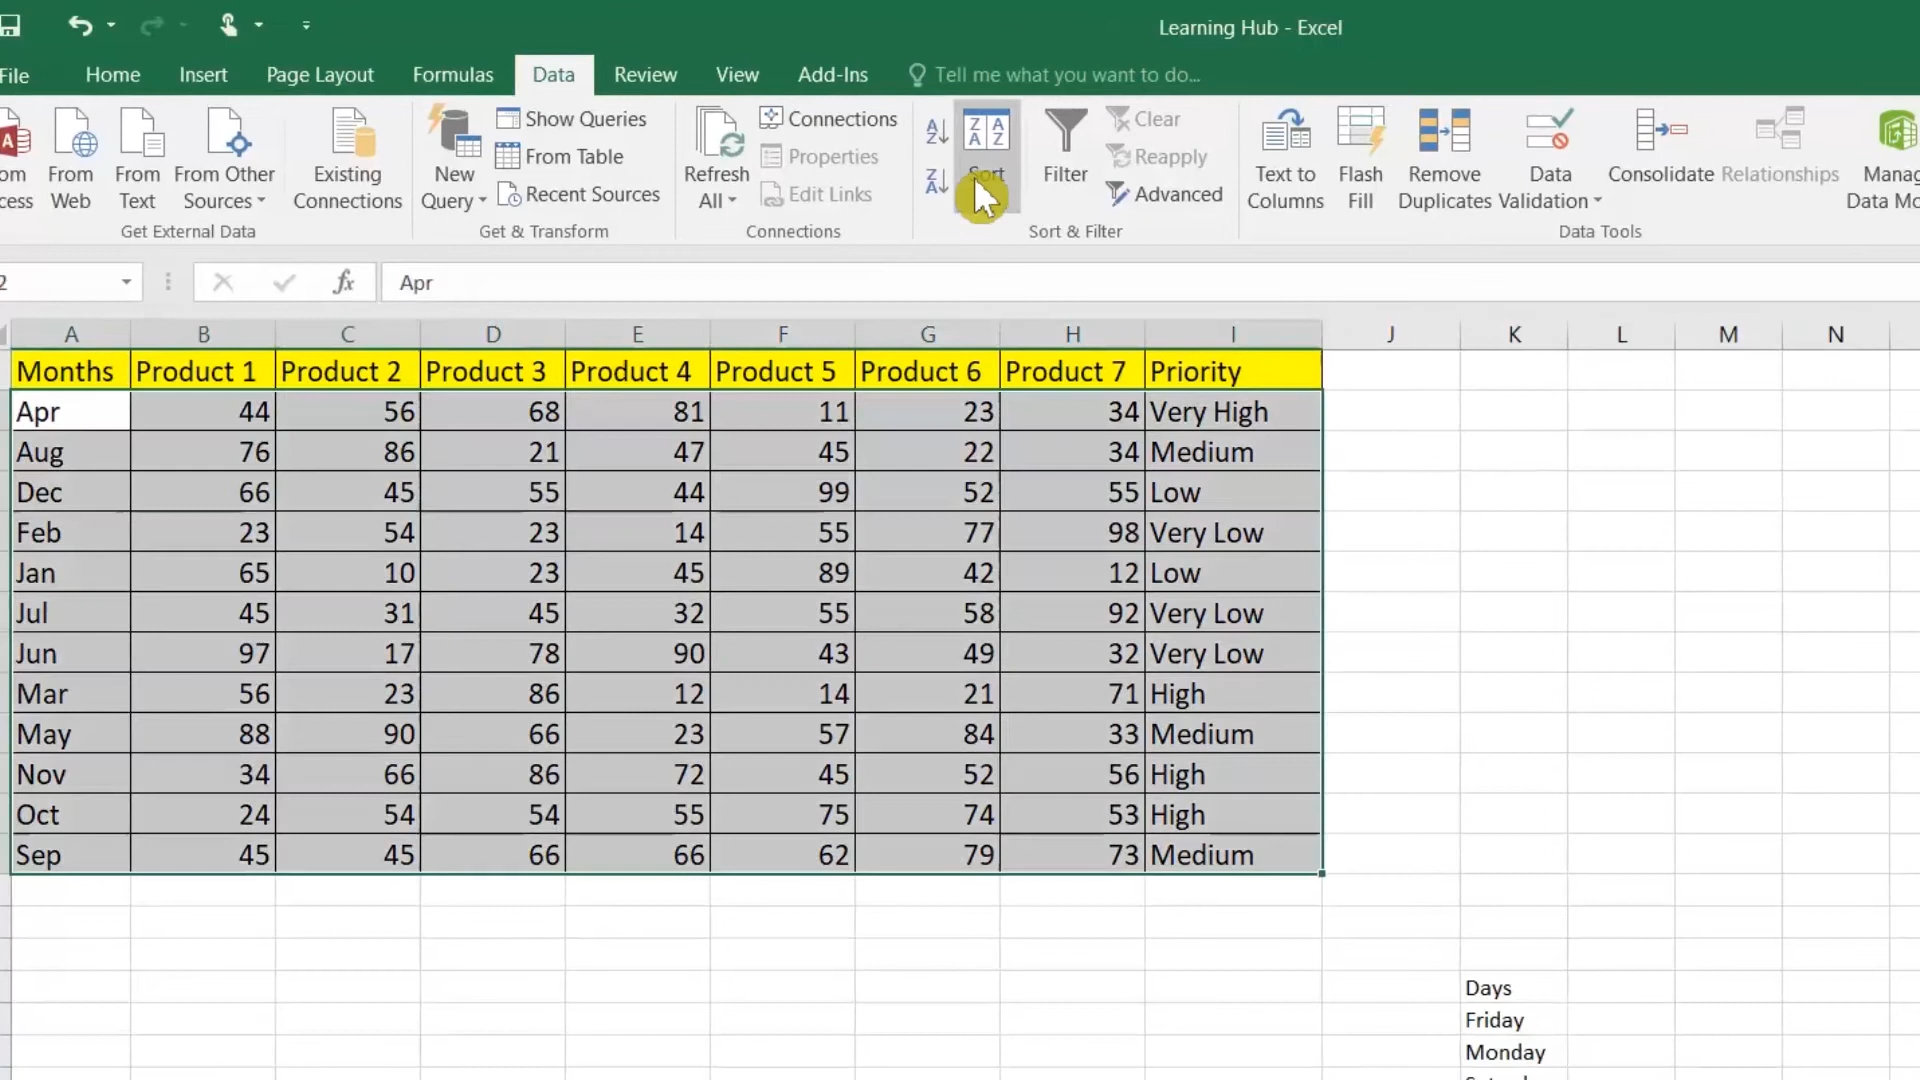 Learning Hub - Excel
File Home Insert Page Layout Formulas Data Review View Add-Ins Tell me what you want to do...
Show Queries Connections Clear
From Table Properties Reapply
From Web From Text From Other Sources Existing Connections New Query Recent Sources Refresh All Edit Links Sort Filter Advanced Text to Columns Flash Fill Remove Duplicates Data Validation Consolidate Relationships
Get External Data Get & Transform Connections Sort & Filter Data Tools
2 fx Apr
A B C D E F G H I J K L M N
Months Product 1 Product 2 Product 3 Product 4 Product 5 Product 6 Product 7 Priority
Apr 44 56 68 81 11 23 34 Very High
Aug 76 86 21 47 45 22 34 Medium
Dec 66 45 55 44 99 52 55 Low
Feb 23 54 23 14 55 77 98 Very Low
Jan 65 10 23 45 89 42 12 Low
Jul 45 31 45 32 55 58 92 Very Low
Jun 97 17 78 90 43 49 32 Very Low
Mar 56 23 86 12 14 21 71 High
May 88 90 66 23 57 84 33 Medium
Nov 34 66 86 72 45 52 56 High
Oct 24 54 54 55 75 74 53 High
Sep 45 45 66 66 62 79 73 Medium
Days
Friday
Monday